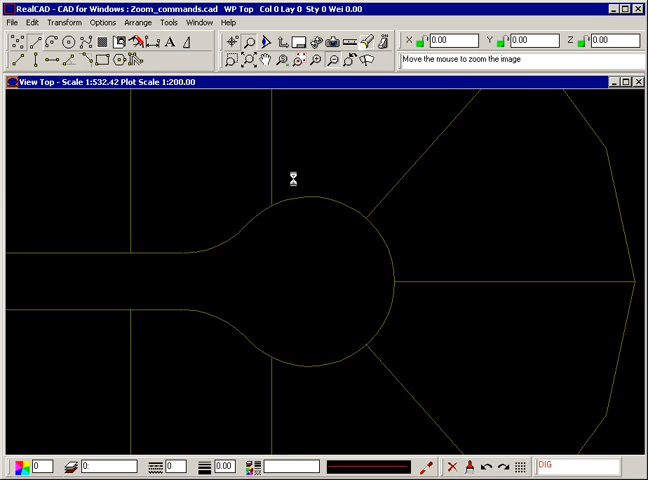 RealCAD - CAD for Windows : Zoom_commands.cad WP Top Col 0 Lay 0 Sty 0 Wei 0.00
File Edit Transform Options Arrange Tools Window Help
X 0.00 Y 0.00 Z 0.00
Move the mouse to zoom the image
View Top - Scale 1:532.42 Plot Scale 1:200.00
0 0: 0 0.00 DIG